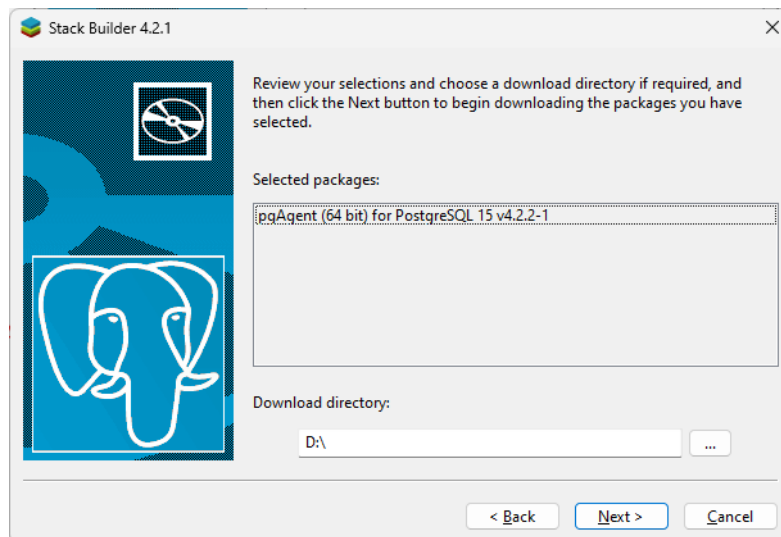 Stack Builder 4.2.1
Review your selections and choose a download directory if required, and
then click the Next button to begin downloading the packages you have
selected.
Selected packages:
pgAgent (64 bit) for PostgreSQL 15 v4.2.2-1
Download directory:
D:\
...
< Back
Next >
Cancel